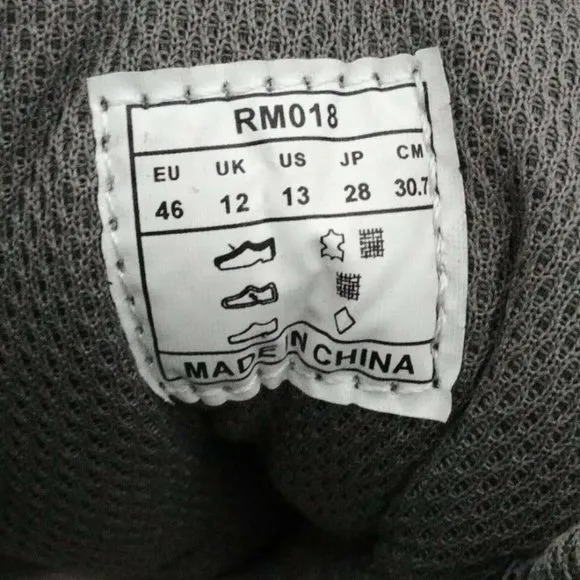 RM018
EU UK US JP CM
46 12 13 28 30.7
MADE IN CHINA